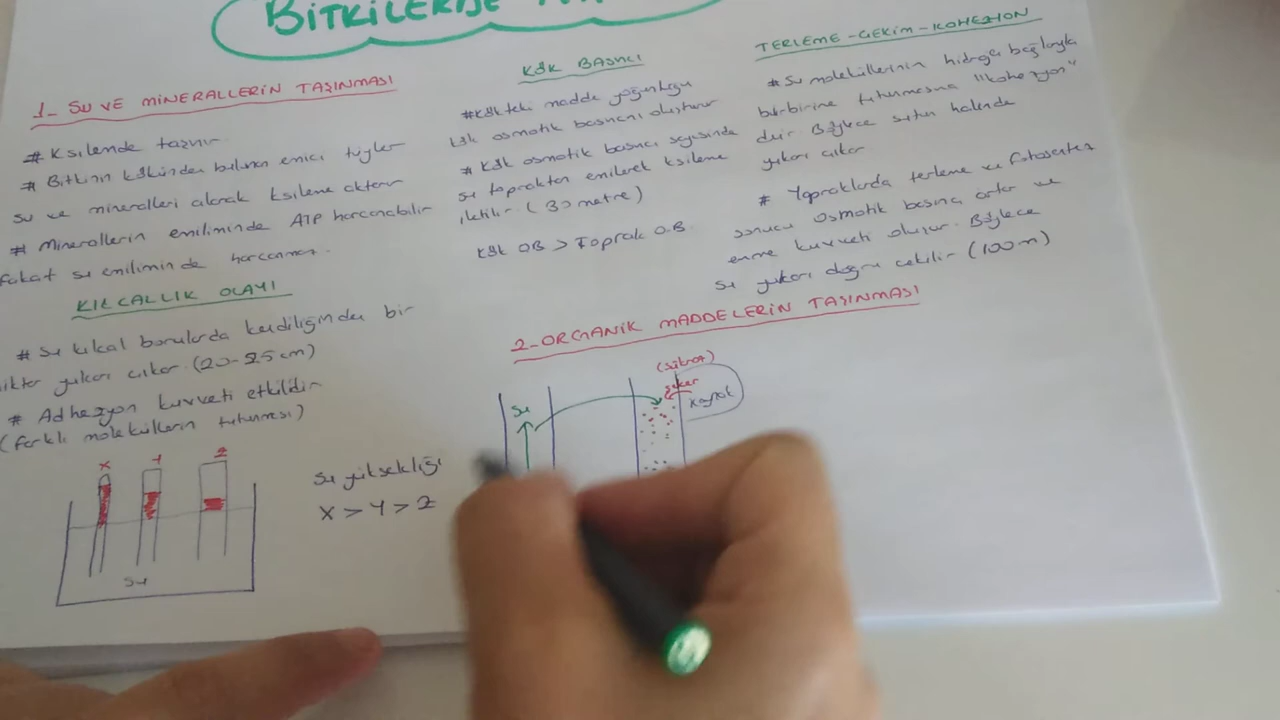 BİTKİLERDE
1- SU VE MİNERALLERİN TAŞINMASI
# Ksilemde taşınır
# Bitkinin kökünden bulunan emici tüyler
su ve mineralleri alarak ksileme aktarır
# Minerallerin emiliminde ATP harcanabilir
fakat su emiliminde harcanmaz.
KILCALLIK OLAYI
# Su kılcal borularda kendiliğinden bir
miktar yukarı çıkar (20-25 cm)
# Adhezyon kuvveti etkilidir
(farklı moleküllerin tutunması)
X Y Z
Su
Su yüksekliği
X > Y > Z
KÖK BASINCI
# Kökteki madde yoğunluğu
kök osmotik basıncını oluşturur
# Kök osmotik basıncı sayesinde
su topraktan emilerek ksileme
iletilir (30 metre)
Kök OB > Toprak O.B
TERLEME-ÇEKİM-KOHEZYON
# Su moleküllerinin hidrojen bağlarıyla
birbirine tutunmasına "kohezyon"
denir. Böylece sütun halinde
yukarı çıkar
# Yapraklarda terleme ve fotosentez
sonucu osmotik basınç artar ve
emme kuvveti oluşur. Böylece
su yukarı doğru çekilir (100 m)
2-ORGANİK MADDELERİN TAŞINMASI
(sükroz)
şeker
Kaynak
Su